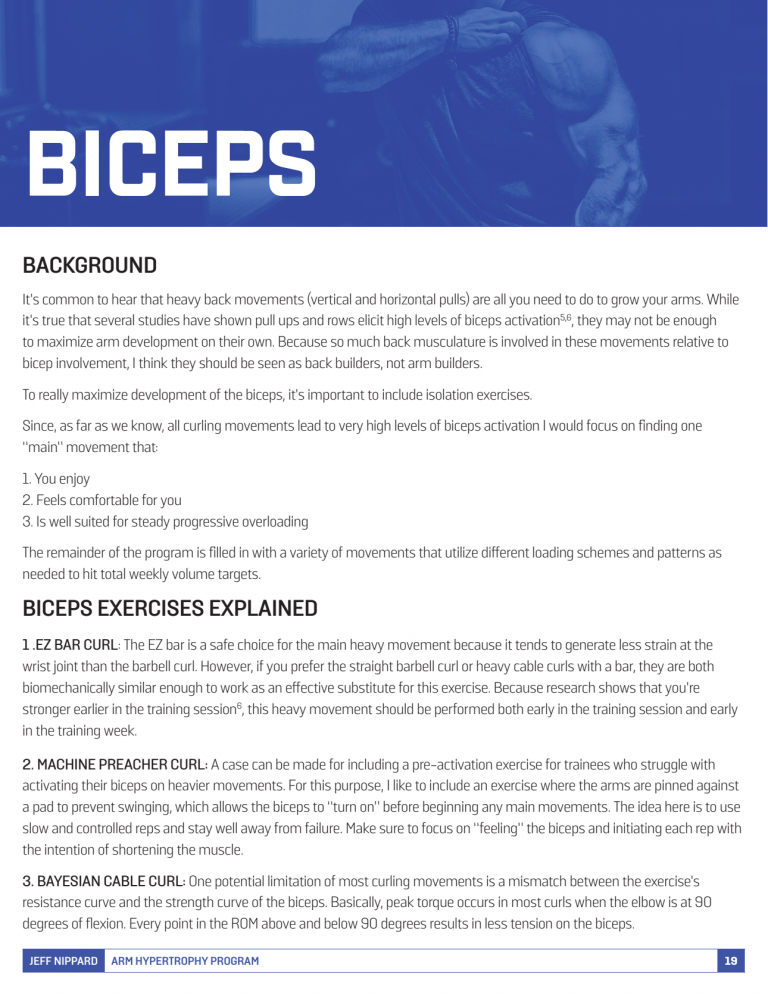 BICEPS
BACKGROUND
It's common to hear that heavy back movements (vertical and horizontal pulls) are all you need to do to grow your arms. While
it's true that several studies have shown pull ups and rows elicit high levels of biceps activation5,6, they may not be enough
to maximize arm development on their own. Because so much back musculature is involved in these movements relative to
bicep involvement, I think they should be seen as back builders, not arm builders.
To really maximize development of the biceps, it's important to include isolation exercises.
Since, as far as we know, all curling movements lead to very high levels of biceps activation I would focus on finding one
"main" movement that:
1. You enjoy
2. Feels comfortable for you
3. Is well suited for steady progressive overloading
The remainder of the program is filled in with a variety of movements that utilize different loading schemes and patterns as
needed to hit total weekly volume targets.
BICEPS EXERCISES EXPLAINED
1 .EZ BAR CURL: The EZ bar is a safe choice for the main heavy movement because it tends to generate less strain at the
wrist joint than the barbell curl. However, if you prefer the straight barbell curl or heavy cable curls with a bar, they are both
biomechanically similar enough to work as an effective substitute for this exercise. Because research shows that you're
stronger earlier in the training session6, this heavy movement should be performed both early in the training session and early
in the training week.
2. MACHINE PREACHER CURL: A case can be made for including a pre-activation exercise for trainees who struggle with
activating their biceps on heavier movements. For this purpose, I like to include an exercise where the arms are pinned against
a pad to prevent swinging, which allows the biceps to "turn on" before beginning any main movements. The idea here is to use
slow and controlled reps and stay well away from failure. Make sure to focus on "feeling" the biceps and initiating each rep with
the intention of shortening the muscle.
3. BAYESIAN CABLE CURL: One potential limitation of most curling movements is a mismatch between the exercise's
resistance curve and the strength curve of the biceps. Basically, peak torque occurs in most curls when the elbow is at 90
degrees of flexion. Every point in the ROM above and below 90 degrees results in less tension on the biceps.
JEFF NIPPARD ARM HYPERTROPHY PROGRAM 19